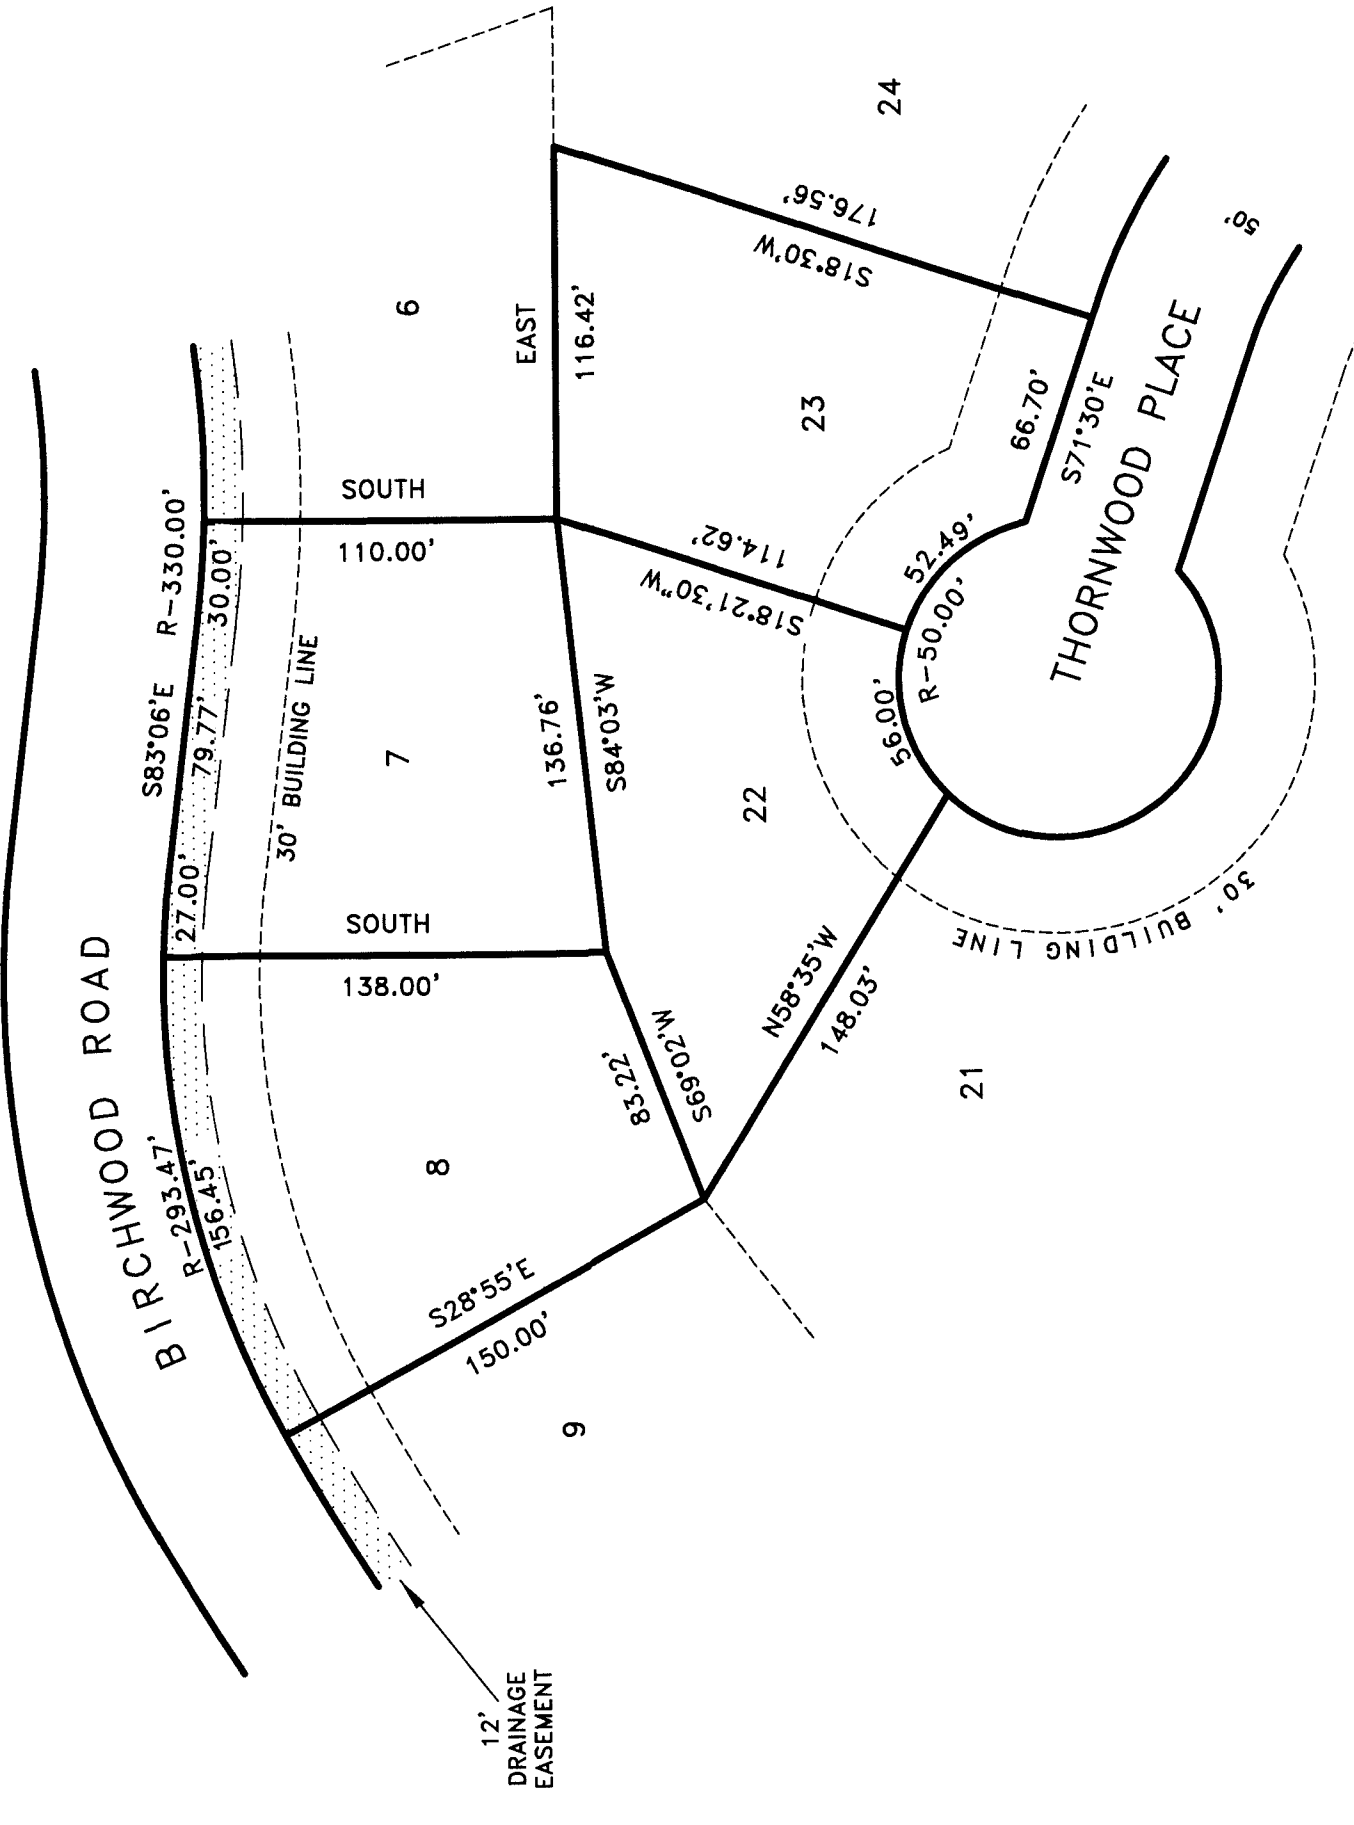 BIRCHWOOD ROAD
R-293.47'
156.45'
27.00'
S83°06'E
79.77'
R-330.00'
30.00'
30' BUILDING LINE
12'
DRAINAGE
EASEMENT
9
S28°55'E
150.00'
8
SOUTH
138.00'
7
SOUTH
110.00'
6
EAST
116.42'
83.22'
S69°02'W
136.76'
S84°03'W
21
N58°35'W
148.03'
22
114.62'
S18°21'30"W
23
176.56'
S18°30'W
24
56.00'
R-50.00'
52.49'
66.70'
S71°30'E
THORNWOOD PLACE
50'
30' BUILDING LINE